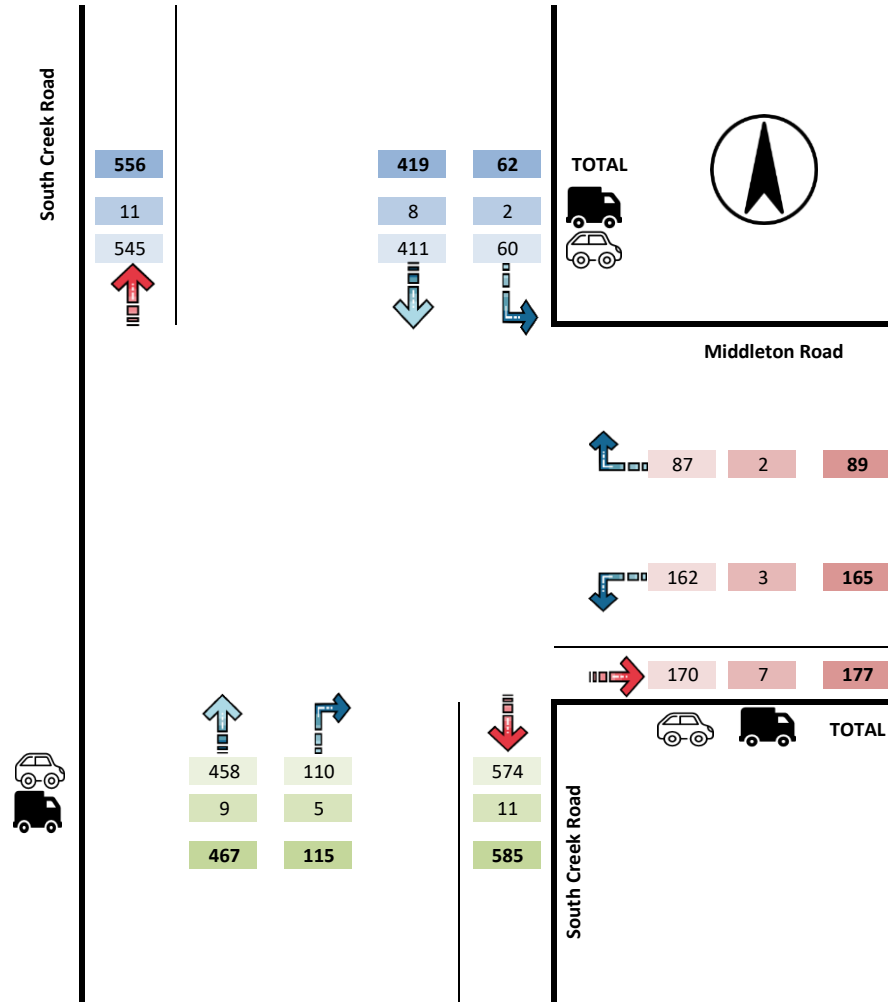 South Creek Road
556 419 62 TOTAL
11 8 2
545 411 60
Middleton Road
87 2 89
162 3 165
170 7 177
TOTAL
458 110 574
9 5 11
467 115 585
South Creek Road